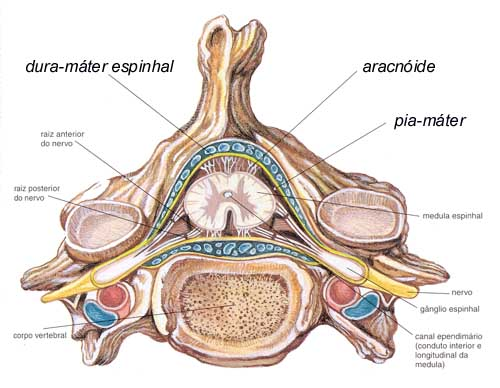 dura-máter espinhal
aracnóide
pia-máter
raiz anterior
do nervo
raiz posterior
do nervo
medula espinhal
nervo
gânglio espinhal
corpo vertebral
canal ependimário
(conduto interior e
longitudinal da
medula)